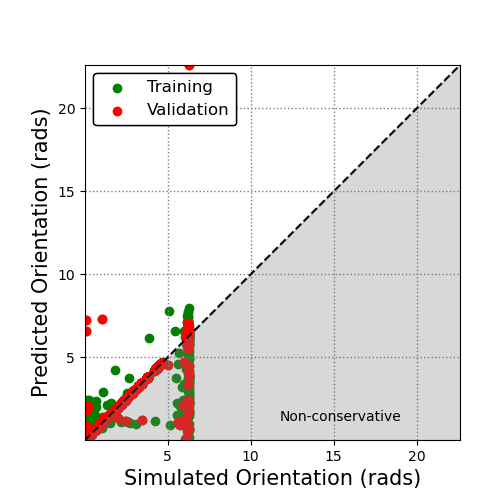 Training
Validation
20
15
10
5
Predicted Orientation (rads)
Non-conservative
5
10
15
20
Simulated Orientation (rads)